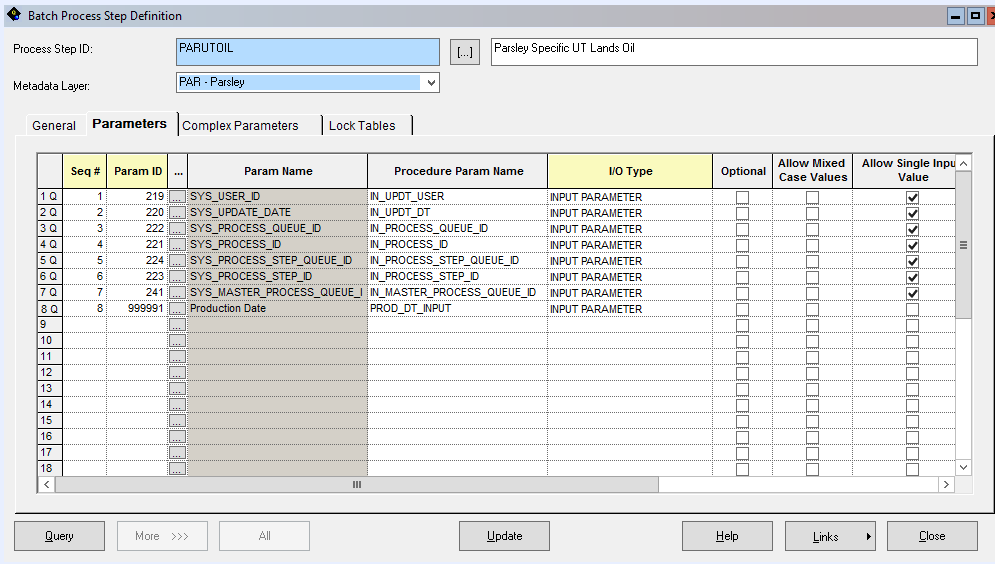 Batch Process Step Definition
Process Step ID: PARUTOIL [...] Parsley Specific UT Lands Oil
Metadata Layer: PAR - Parsley
General Parameters Complex Parameters Lock Tables
Seq # Param ID ... Param Name Procedure Param Name I/O Type Optional Allow Mixed Case Values Allow Single Inpu Value
1 Q 1 219 ... SYS_USER_ID IN_UPDT_USER INPUT PARAMETER
2 Q 2 220 ... SYS_UPDATE_DATE IN_UPDT_DT INPUT PARAMETER
3 Q 3 222 ... SYS_PROCESS_QUEUE_ID IN_PROCESS_QUEUE_ID INPUT PARAMETER
4 Q 4 221 ... SYS_PROCESS_ID IN_PROCESS_ID INPUT PARAMETER
5 Q 5 224 ... SYS_PROCESS_STEP_QUEUE_ID IN_PROCESS_STEP_QUEUE_ID INPUT PARAMETER
6 Q 6 223 ... SYS_PROCESS_STEP_ID IN_PROCESS_STEP_ID INPUT PARAMETER
7 Q 7 241 ... SYS_MASTER_PROCESS_QUEUE_I IN_MASTER_PROCESS_QUEUE_ID INPUT PARAMETER
8 Q 8 999991 ... Production Date PROD_DT_INPUT INPUT PARAMETER
9 ...
10 ...
11 ...
12 ...
13 ...
14 ...
15 ...
16 ...
17 ...
18 ...
Query More >>> All Update Help Links Close